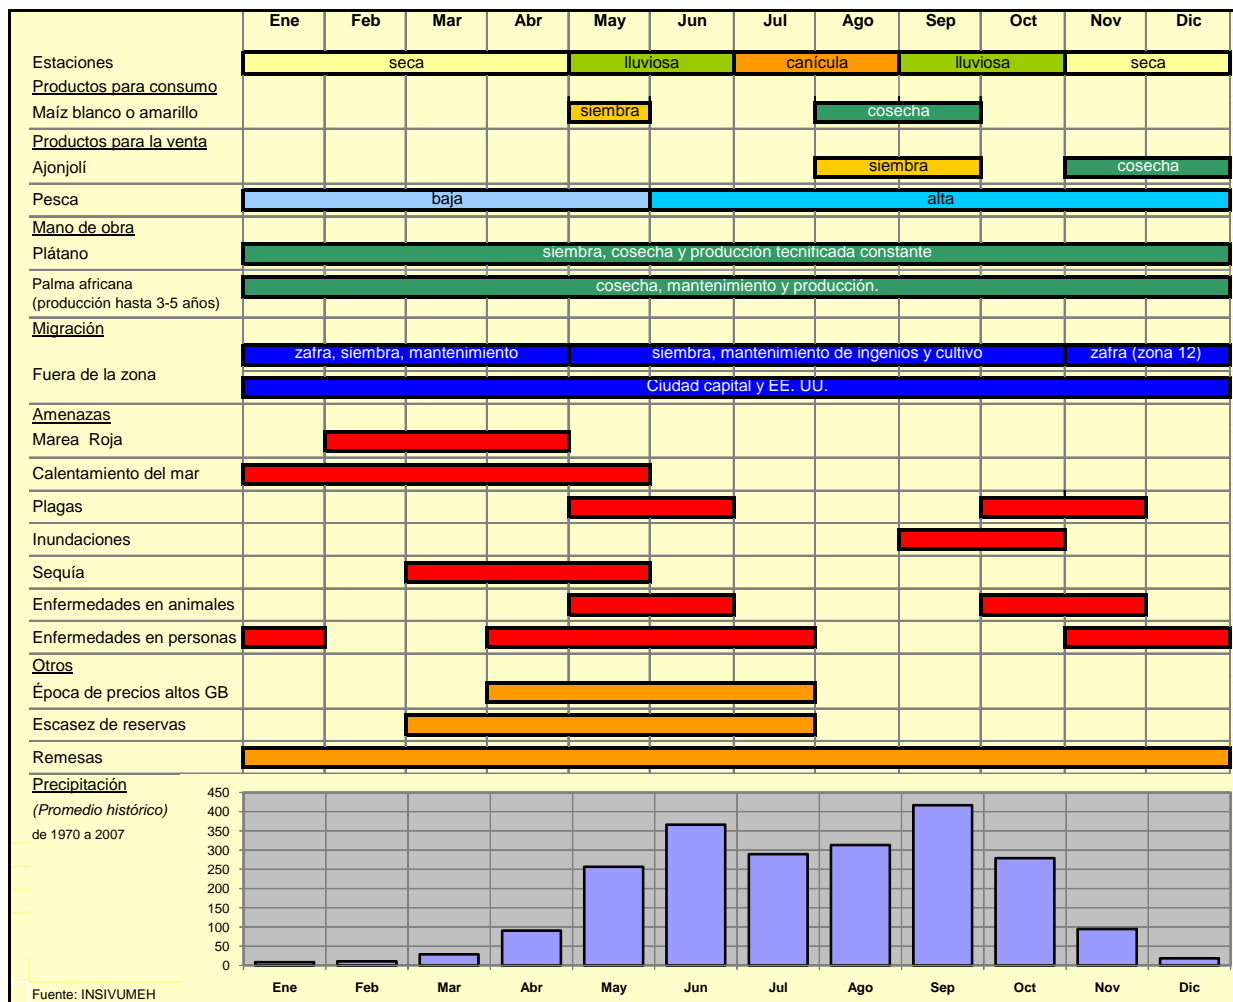 Ene Feb Mar Abr May Jun Jul Ago Sep Oct Nov Dic
Estaciones seca lluviosa canícula lluviosa seca
Productos para consumo
Maíz blanco o amarillo siembra cosecha
Productos para la venta
Ajonjolí siembra cosecha
Pesca baja alta
Mano de obra
Plátano siembra, cosecha y producción tecnificada constante
Palma africana
(producción hasta 3-5 años) cosecha, mantenimiento y producción.
Migración
zafra, siembra, mantenimiento siembra, mantenimiento de ingenios y cultivo zafra (zona 12)
Fuera de la zona
Ciudad capital y EE. UU.
Amenazas
Marea Roja
Calentamiento del mar
Plagas
Inundaciones
Sequía
Enfermedades en animales
Enfermedades en personas
Otros
Época de precios altos GB
Escasez de reservas
Remesas
Precipitación
(Promedio histórico)
de 1970 a 2007
450
400
350
300
250
200
150
100
50
0
Ene Feb Mar Abr May Jun Jul Ago Sep Oct Nov Dic
Fuente: INSIVUMEH